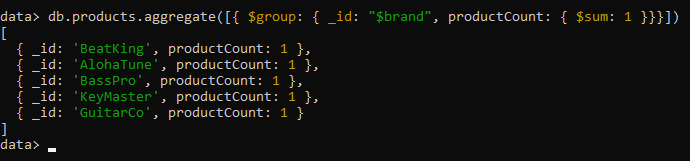 data> db.products.aggregate([{ $group: { _id: "$brand", productCount: { $sum: 1 }}}])
[
  { _id: 'BeatKing', productCount: 1 },
  { _id: 'AlohaTune', productCount: 1 },
  { _id: 'BassPro', productCount: 1 },
  { _id: 'KeyMaster', productCount: 1 },
  { _id: 'GuitarCo', productCount: 1 }
]
data>